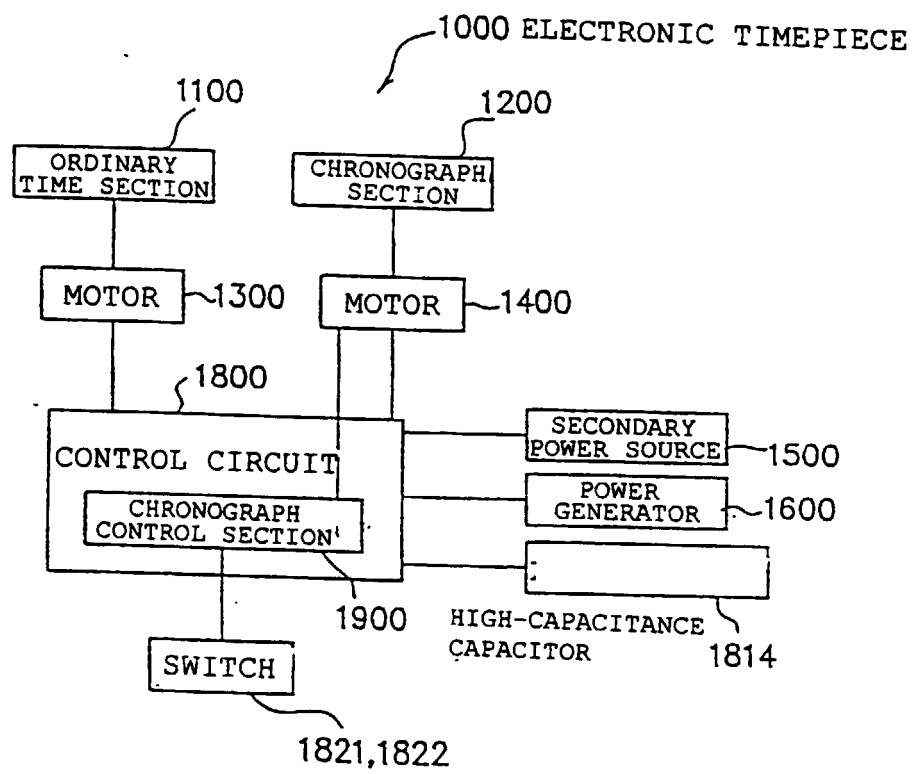 1000 ELECTRONIC TIMEPIECE
1100
1200
ORDINARY
TIME SECTION
CHRONOGRAPH
SECTION
MOTOR
1300
MOTOR
1400
1800
CONTROL CIRCUIT
SECONDARY
POWER SOURCE
1500
CHRONOGRAPH
CONTROL SECTION
POWER
GENERATOR
1600
1900
HIGH-CAPACITANCE
CAPACITOR
1814
SWITCH
1821,1822